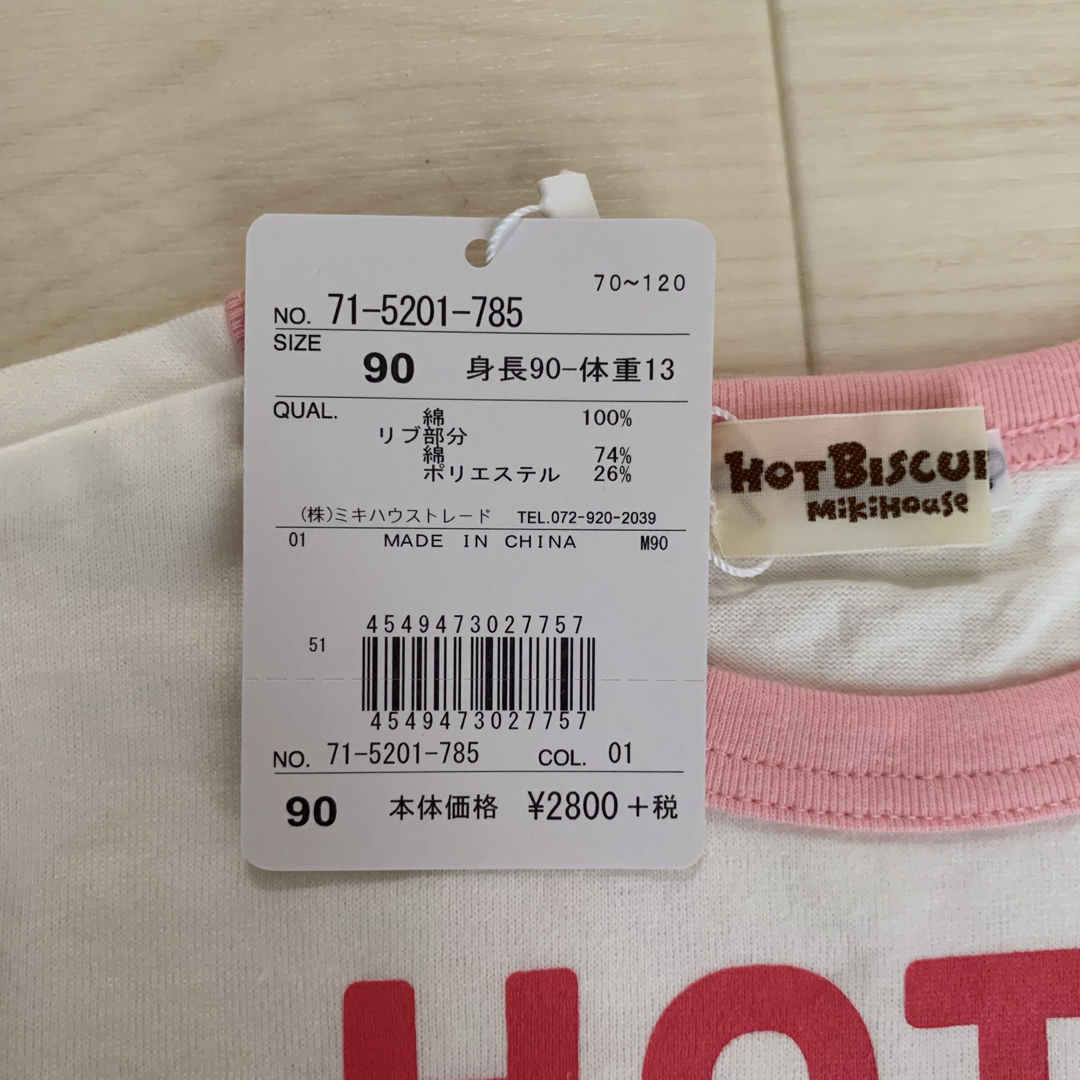 70~120
NO. 71-5201-785
SIZE
90 身長90-体重13
QUAL.
綿 100%
リブ部分
綿 74%
ポリエステル 26%
(株)ミキハウストレード TEL.072-920-2039
01 MADE IN CHINA M90
4549473027757
51
4549473027757
NO. 71-5201-785 COL. 01
90 本体価格 ¥2800+税
HOT BISCUI
MIKIHOUSE
HOT